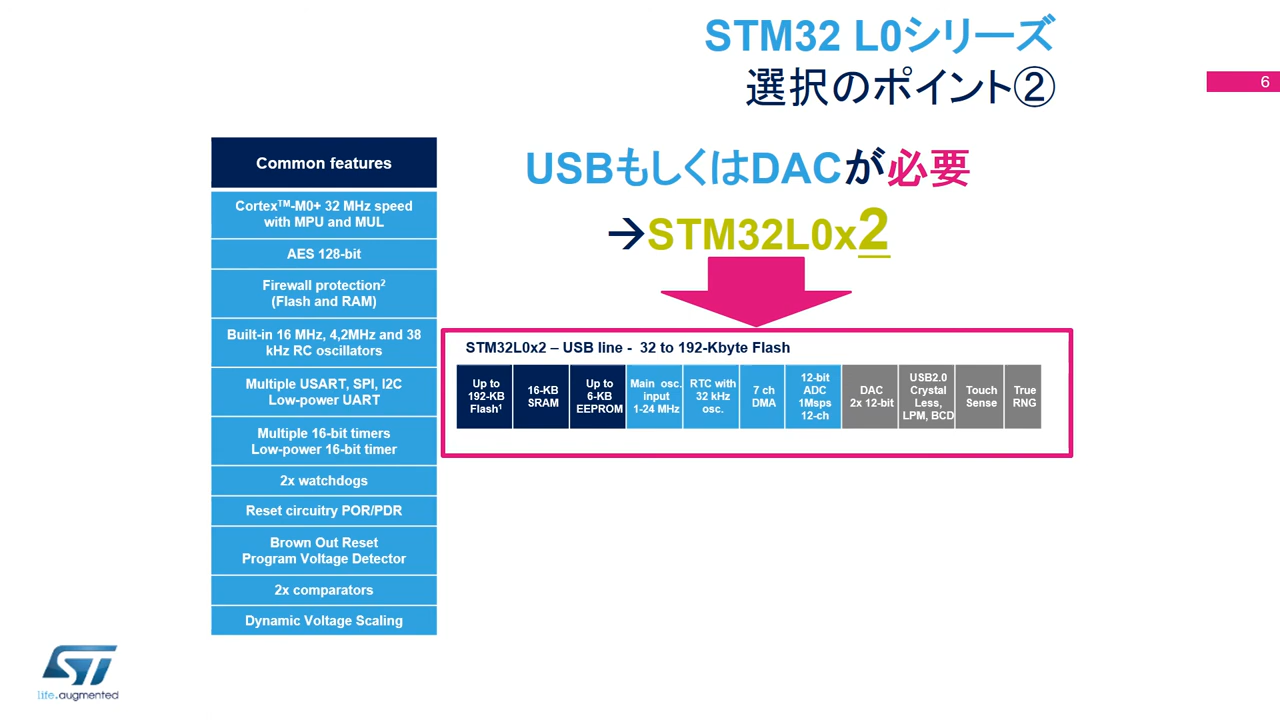 STM32 L0シリーズ
選択のポイント②
6
USBもしくはDACが必要
→STM32L0x2
Common features
Cortex™-M0+ 32 MHz speed
with MPU and MUL
AES 128-bit
Firewall protection²
(Flash and RAM)
Built-in 16 MHz, 4,2MHz and 38
kHz RC oscillators
Multiple USART, SPI, I2C
Low-power UART
Multiple 16-bit timers
Low-power 16-bit timer
2x watchdogs
Reset circuitry POR/PDR
Brown Out Reset
Program Voltage Detector
2x comparators
Dynamic Voltage Scaling
STM32L0x2 – USB line - 32 to 192-Kbyte Flash
Up to
192-KB
Flash¹
16-KB
SRAM
Up to
6-KB
EEPROM
Main osc.
input
1-24 MHz
RTC with
32 kHz
osc.
7 ch
DMA
12-bit
ADC
1Msps
12-ch
DAC
2x 12-bit
USB2.0
Crystal
Less,
LPM, BCD
Touch
Sense
True
RNG
ST
life.augmented